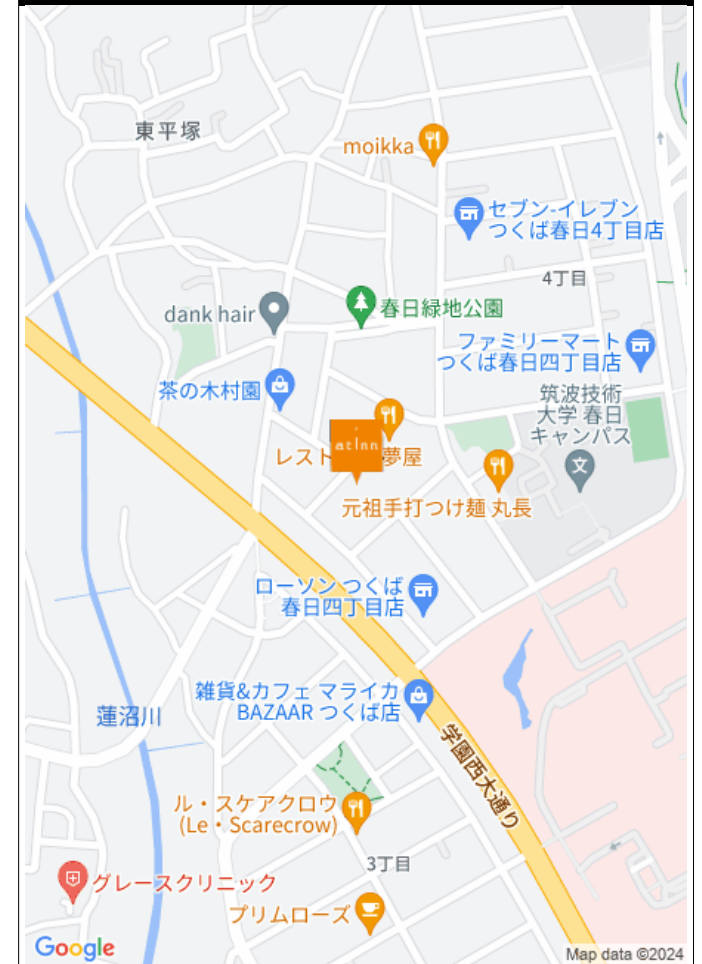 東平塚
moikka
セブン-イレブン
つくば春日4丁目店
4丁目
dank hair
春日緑地公園
ファミリーマート
つくば春日四丁目店
茶の木村園
筑波技術
大学 春日
キャンパス
atInn
レスト 夢屋
元祖手打つけ麺 丸長
ローソン つくば
春日四丁目店
雑貨&カフェ マライカ
BAZAAR つくば店
蓮沼川
学園西大通り
ル・スケアクロウ
(Le・Scarecrow)
3丁目
グレースクリニック
プリムローズ
Google
Map data ©2024